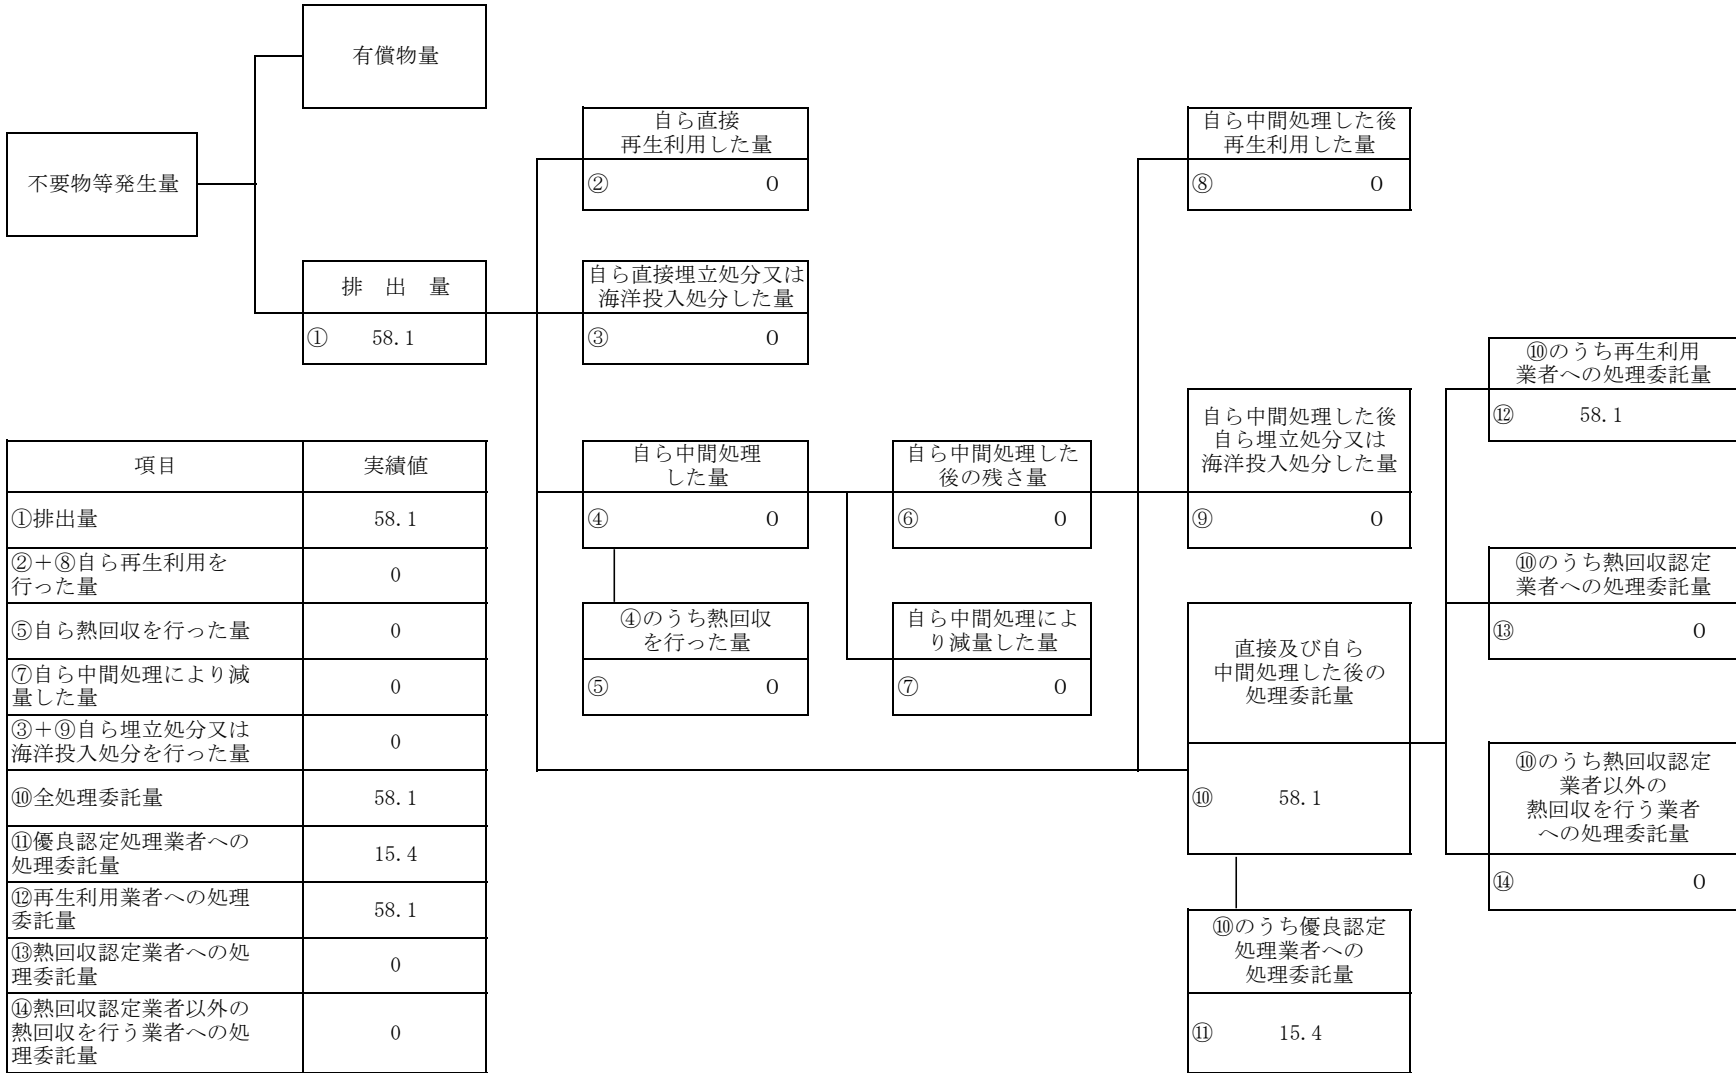 有償物量
不要物等発生量
排 出 量
① 58.1
自ら直接
再生利用した量
② 0
自ら直接埋立処分又は
海洋投入処分した量
③ 0
自ら中間処理
した量
④ 0
④のうち熱回収
を行った量
⑤ 0
自ら中間処理した
後の残さ量
⑥ 0
自ら中間処理によ
り減量した量
⑦ 0
自ら中間処理した後
再生利用した量
⑧ 0
自ら中間処理した後
自ら埋立処分又は
海洋投入処分した量
⑨ 0
直接及び自ら
中間処理した後の
処理委託量
⑩ 58.1
⑩のうち優良認定
処理業者への
処理委託量
⑪ 15.4
⑩のうち再生利用
業者への処理委託量
⑫ 58.1
⑩のうち熱回収認定
業者への処理委託量
⑬ 0
⑩のうち熱回収認定
業者以外の
熱回収を行う業者
への処理委託量
⑭ 0
項目 実績値
①排出量 58.1
②＋⑧自ら再生利用を
行った量 0
⑤自ら熱回収を行った量 0
⑦自ら中間処理により減
量した量 0
③＋⑨自ら埋立処分又は
海洋投入処分を行った量 0
⑩全処理委託量 58.1
⑪優良認定処理業者への
処理委託量 15.4
⑫再生利用業者への処理
委託量 58.1
⑬熱回収認定業者への処
理委託量 0
⑭熱回収認定業者以外の
熱回収を行う業者への処
理委託量 0